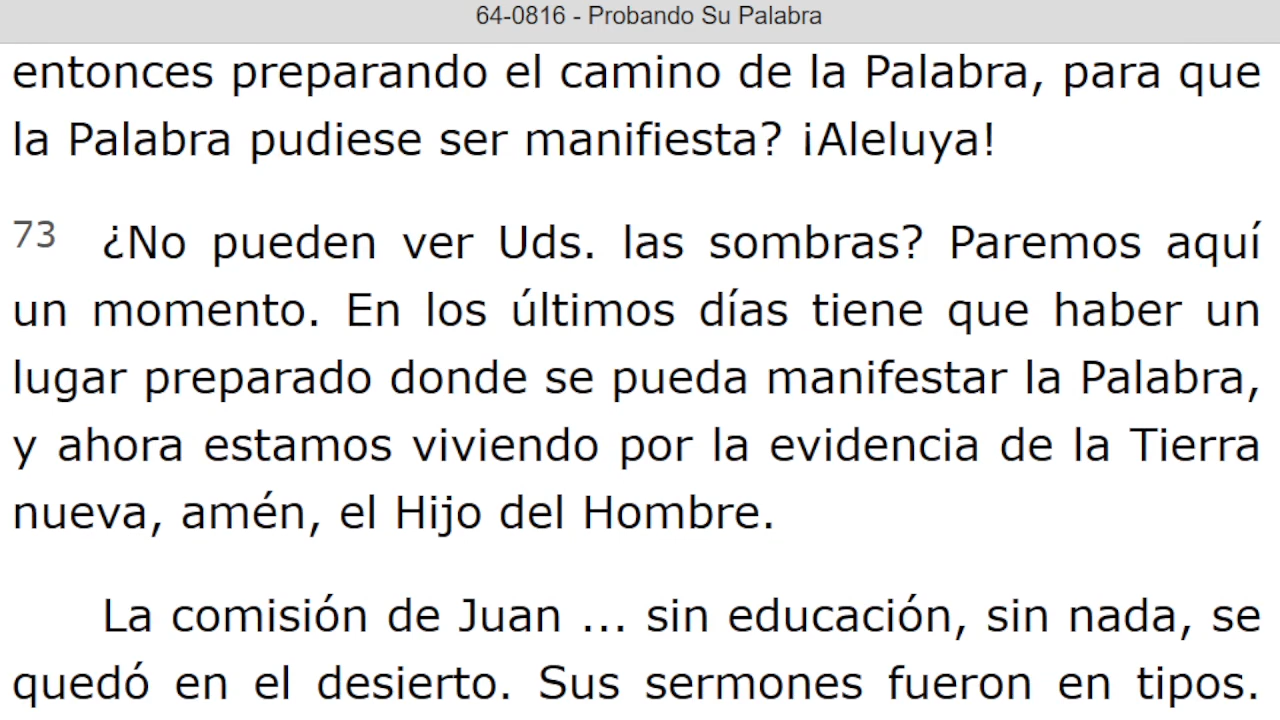 64-0816 - Probando Su Palabra
entonces preparando el camino de la Palabra, para que
la Palabra pudiese ser manifiesta? ¡Aleluya!
73 ¿No pueden ver Uds. las sombras? Paremos aquí
un momento. En los últimos días tiene que haber un
lugar preparado donde se pueda manifestar la Palabra,
y ahora estamos viviendo por la evidencia de la Tierra
nueva, amén, el Hijo del Hombre.
La comisión de Juan ... sin educación, sin nada, se
quedó en el desierto. Sus sermones fueron en tipos.